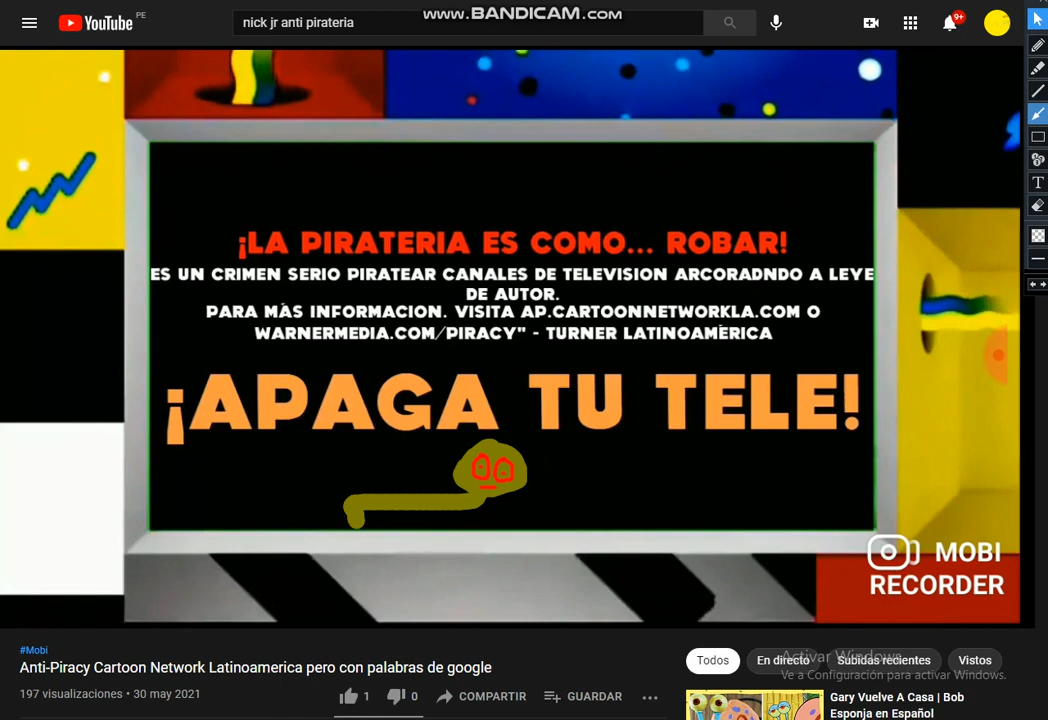 YouTube PE
nick jr anti pirateria
www.BANDICAM.com
9+
¡LA PIRATERIA ES COMO... ROBAR!
ES UN CRIMEN SERIO PIRATEAR CANALES DE TELEVISION ARCORADNDO A LEYE
DE AUTOR.
PARA MÁS INFORMACION. VISITA AP.CARTOONNETWORKLA.COM O
WARNERMEDIA.COM/PIRACY" - TURNER LATINOAMÉRICA
¡APAGA TU TELE!
MOBI
RECORDER
#Mobi
Anti-Piracy Cartoon Network Latinoamerica pero con palabras de google
197 visualizaciones • 30 may 2021
1 0 COMPARTIR GUARDAR
Todos En directo Subidas recientes Vistos
Activar Windows
Ve a Configuración para activar Windows.
Gary Vuelve A Casa | Bob
Esponja en Español
T